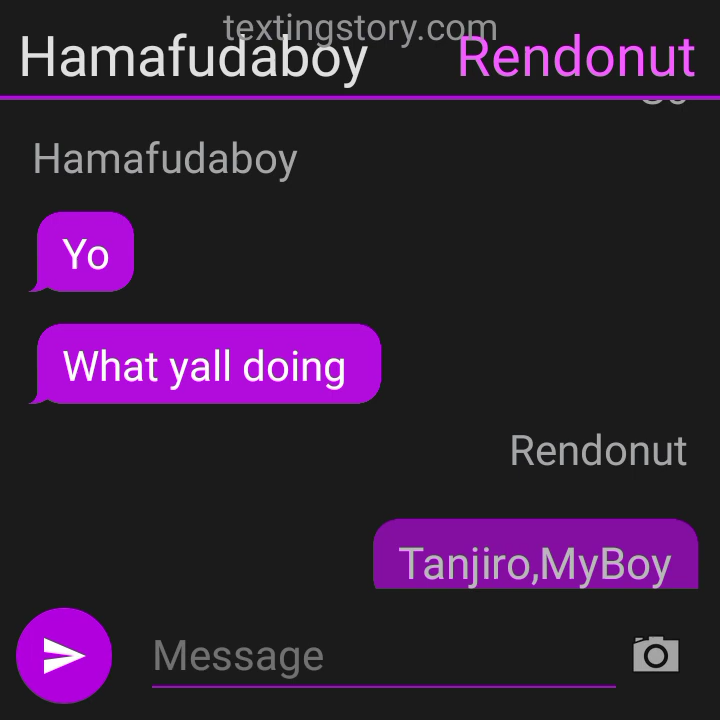 textingstory.com
Hamafudaboy Rendonut
Hamafudaboy
Yo
What yall doing
Rendonut
Tanjiro,MyBoy
Message